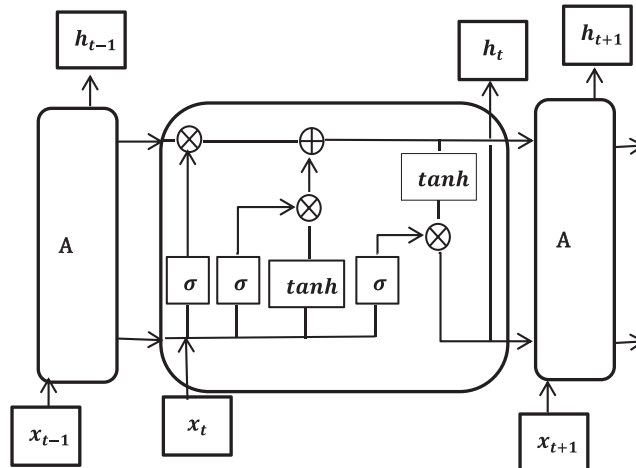 h_{t-1}
h_t
h_{t+1}
tanh
A
A
σ
σ
tanh
σ
x_{t-1}
x_t
x_{t+1}